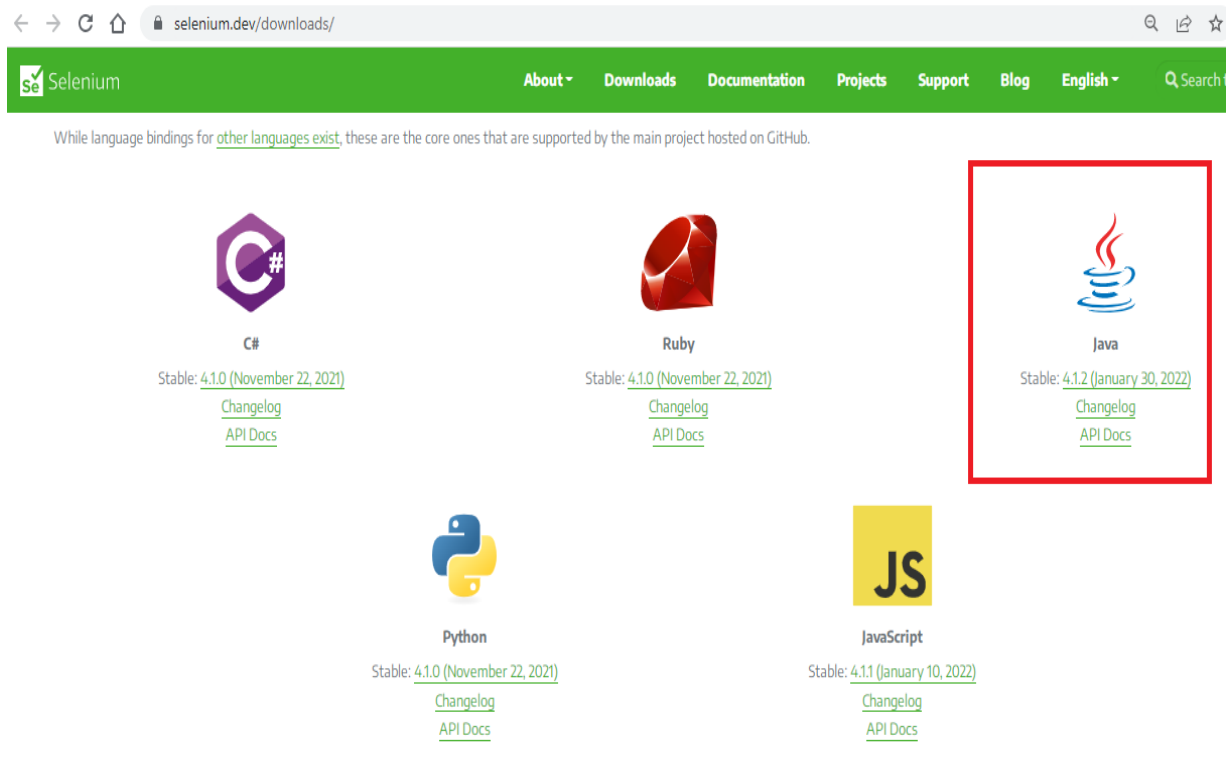 selenium.dev/downloads/
Se Selenium About Downloads Documentation Projects Support Blog English Search
While language bindings for other languages exist, these are the core ones that are supported by the main project hosted on GitHub.
C#
C# Ruby Java
Stable: 4.1.0 (November 22, 2021) Stable: 4.1.0 (November 22, 2021) Stable: 4.1.2 (January 30, 2022)
Changelog Changelog Changelog
API Docs API Docs API Docs
JS
Python JavaScript
Stable: 4.1.0 (November 22, 2021) Stable: 4.1.1 (January 10, 2022)
Changelog Changelog
API Docs API Docs